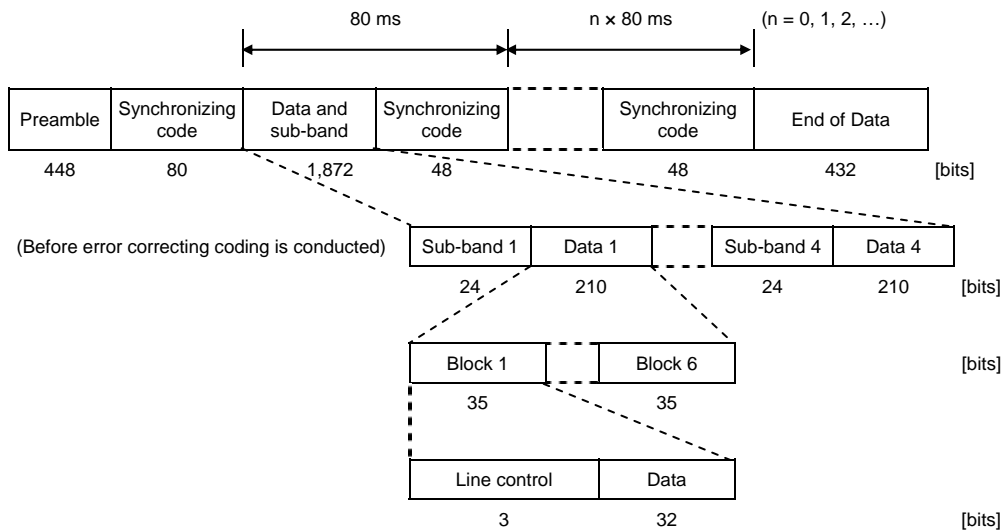 80 ms n × 80 ms (n = 0, 1, 2, …)
Preamble Synchronizing code Data and sub-band Synchronizing code Synchronizing code End of Data
448 80 1,872 48 48 432 [bits]
(Before error correcting coding is conducted) Sub-band 1 Data 1 Sub-band 4 Data 4
24 210 24 210 [bits]
Block 1 Block 6 [bits]
35 35
Line control Data
3 32 [bits]